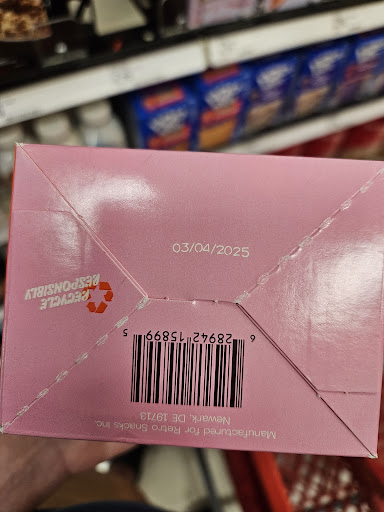 03/04/2025
RECYCLE
RESPONSIBLY
6 28942 15899 5
Manufactured for Retro Snacks Inc.
Newark, DE 19713